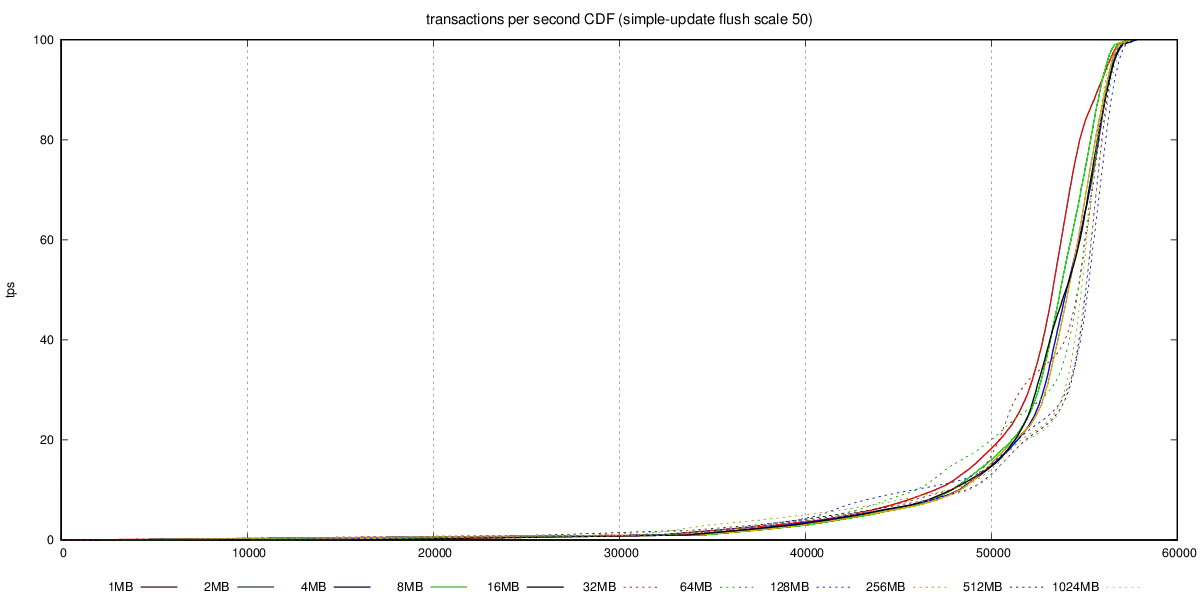 transactions per second CDF (simple-update flush scale 50)
100
80
60
40
20
0
tps
0 10000 20000 30000 40000 50000 60000
1MB 2MB 4MB 8MB 16MB 32MB 64MB 128MB 256MB 512MB 1024MB